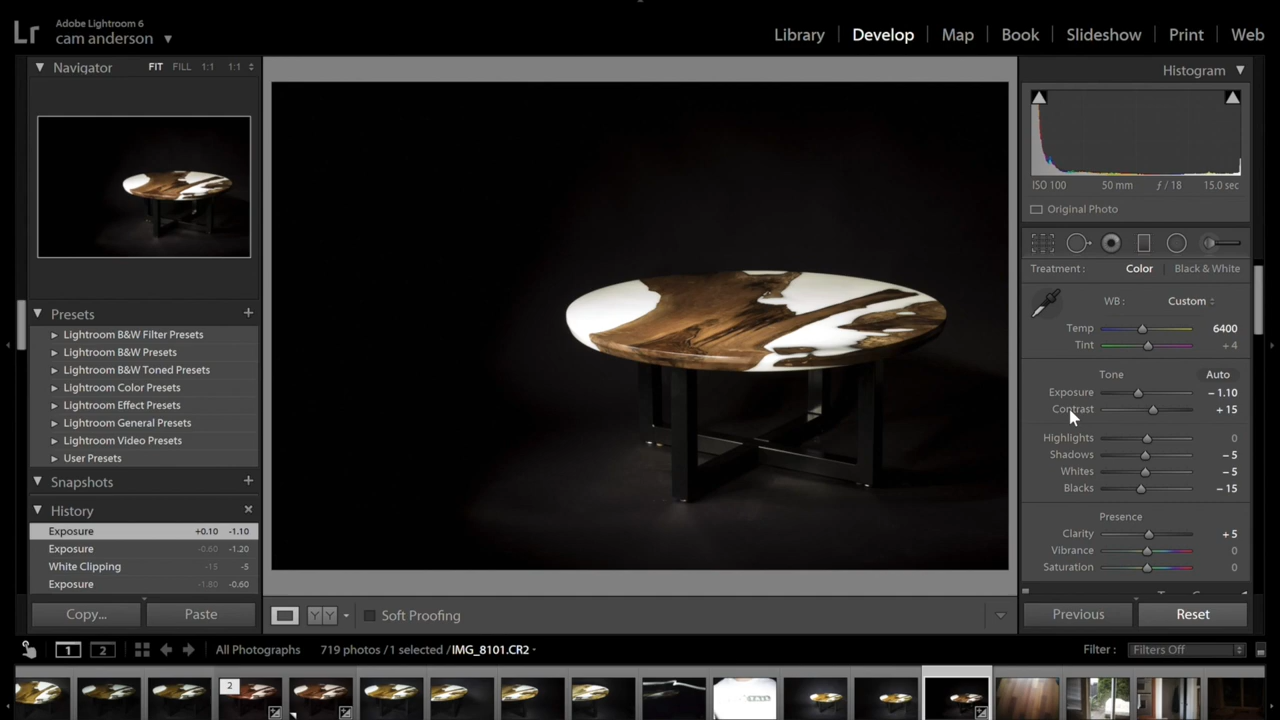 Lr
Adobe Lightroom 6
cam anderson
Library | Develop | Map | Book | Slideshow | Print | Web
Navigator FIT FILL 1:1 1:1
Histogram
ISO 100 50 mm ƒ / 18 15.0 sec
Original Photo
Treatment : Color Black & White
WB : Custom
Temp 6400
Tint + 4
Tone Auto
Exposure – 1.10
Contrast + 15
Highlights 0
Shadows – 5
Whites – 5
Blacks – 15
Presence
Clarity + 5
Vibrance 0
Saturation 0
Previous Reset
Presets +
Lightroom B&W Filter Presets
Lightroom B&W Presets
Lightroom B&W Toned Presets
Lightroom Color Presets
Lightroom Effect Presets
Lightroom General Presets
Lightroom Video Presets
User Presets
Snapshots +
History
Exposure +0.10 -1.10
Exposure -0.60 -1.20
White Clipping -15 -5
Exposure -1.80 -0.60
Copy... Paste
Y Y Soft Proofing
1 2 All Photographs 719 photos / 1 selected / IMG_8101.CR2
Filter : Filters Off
2